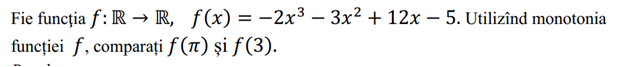 Fie funcția f: ℝ → ℝ, f(x) = −2x³ − 3x² + 12x − 5. Utilizînd monotonia
funcției f, comparați f(π) și f(3).